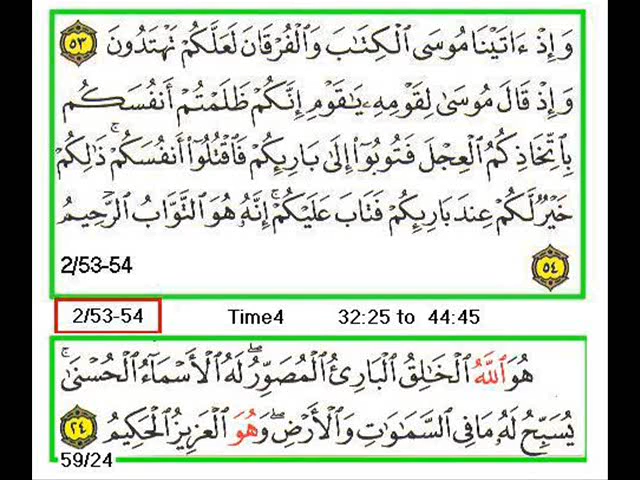 وَإِذْ ءَاتَيْنَا مُوسَى ٱلْكِتَٰبَ وَٱلْفُرْقَانَ لَعَلَّكُمْ تَهْتَدُونَ ٥٣
وَإِذْ قَالَ مُوسَىٰ لِقَوْمِهِۦ يَٰقَوْمِ إِنَّكُمْ ظَلَمْتُمْ أَنفُسَكُم
بِٱتِّخَاذِكُمُ ٱلْعِجْلَ فَتُوبُوٓا۟ إِلَىٰ بَارِئِكُمْ فَٱقْتُلُوٓا۟ أَنفُسَكُمْ ۚ ذَٰلِكُمْ
خَيْرٌ لَّكُمْ عِندَ بَارِئِكُمْ فَتَابَ عَلَيْكُمْ ۚ إِنَّهُۥ هُوَ ٱلتَّوَّابُ ٱلرَّحِيمُ
٥٤
2/53-54
2/53-54 Time4 32:25 to 44:45
هُوَ ٱللَّهُ ٱلْخَٰلِقُ ٱلْبَارِئُ ٱلْمُصَوِّرُ ۖ لَهُ ٱلْأَسْمَآءُ ٱلْحُسْنَىٰ ۚ
يُسَبِّحُ لَهُۥ مَا فِى ٱلسَّمَٰوَٰتِ وَٱلْأَرْضِ ۖ وَهُوَ ٱلْعَزِيزُ ٱلْحَكِيمُ ٢٤
59/24